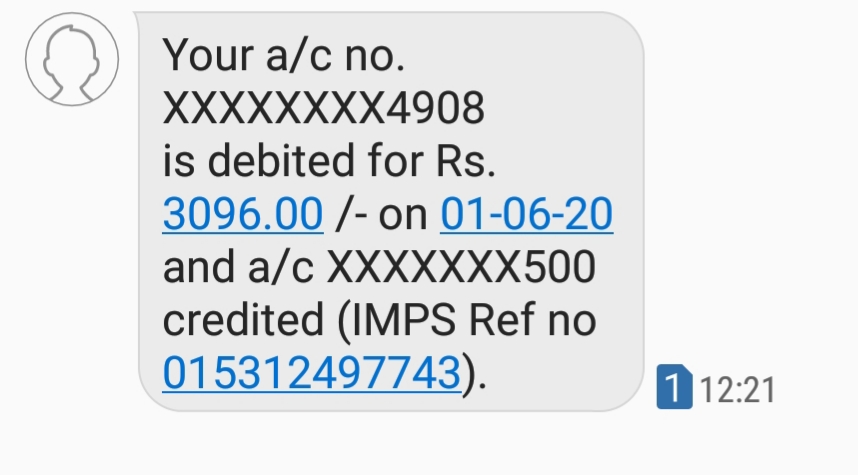 Your a/c no.
XXXXXXXX4908
is debited for Rs.
3096.00 /- on 01-06-20
and a/c XXXXXXX500
credited (IMPS Ref no
015312497743).
1 12:21